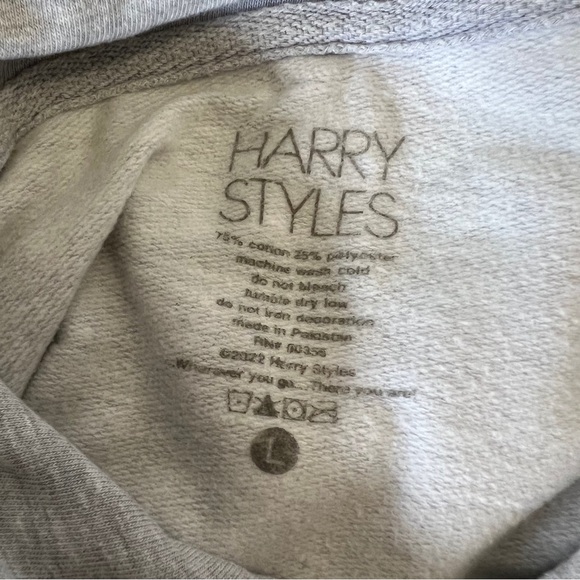 HARRY
STYLES
75% cotton 25% polyester
machine wash cold
do not bleach
tumble dry low
do not iron decoration
made in Pakistan
RN# 90356
©2022 Harry Styles
Wherever you go... There you are!
L